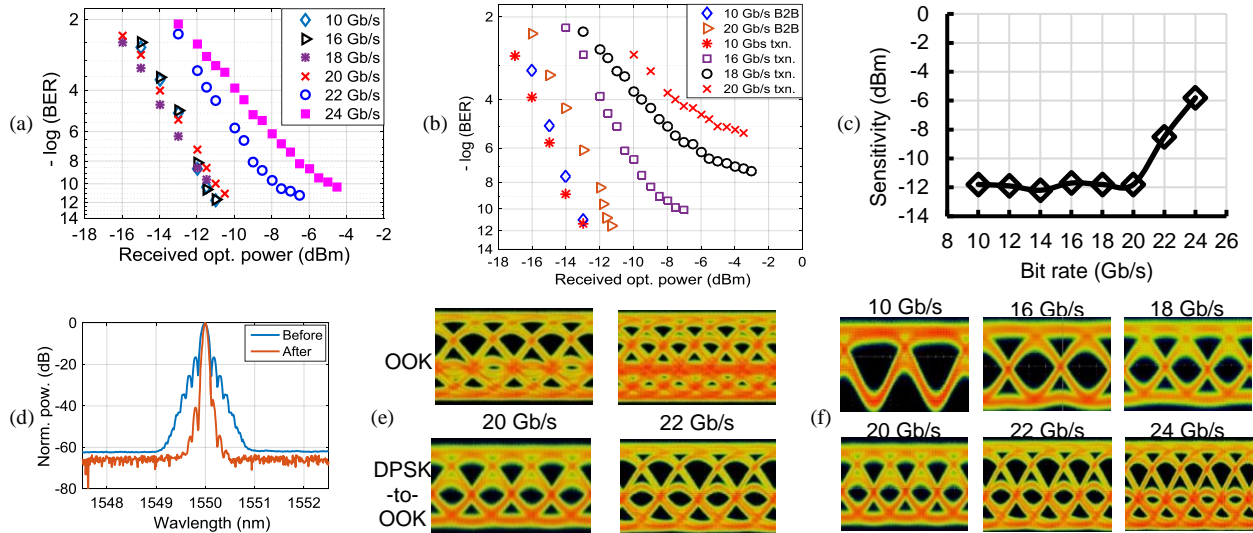 (a)
- log (BER)
2
4
6
8
10
12
14
-18
-16
-14
-12
-10
-8
-6
-4
-2
Received opt. power (dBm)
10 Gb/s
16 Gb/s
18 Gb/s
20 Gb/s
22 Gb/s
24 Gb/s
(b)
- log (BER)
2
4
6
8
10
12
14
-18
-16
-14
-12
-10
-8
-6
-4
-2
0
Received opt. power (dBm)
10 Gb/s B2B
20 Gb/s B2B
10 Gbs txn.
16 Gb/s txn.
18 Gb/s txn.
20 Gb/s txn.
(c)
Sensitivity (dBm)
0
-2
-4
-6
-8
-10
-12
-14
8
10
12
14
16
18
20
22
24
26
Bit rate (Gb/s)
(d)
Norm. pow. (dB)
0
-20
-40
-60
-80
1548
1549
1550
1551
1552
Wavelength (nm)
Before
After
(e)
OOK
20 Gb/s
22 Gb/s
DPSK
-to-
OOK
(f)
10 Gb/s
16 Gb/s
18 Gb/s
20 Gb/s
22 Gb/s
24 Gb/s